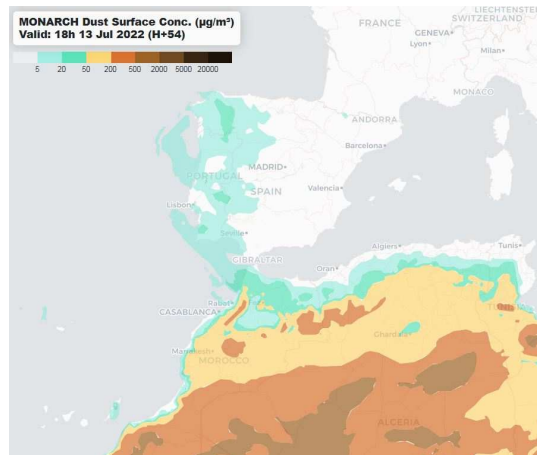 MONARCH Dust Surface Conc. (µg/m³)
Valid: 18h 13 Jul 2022 (H+54)
5 20 50 200 500 2000 5000 20000
LIECHTENSTEIN
SWITZERLAND
FRANCE
GENEVA
Lyon
Milan
MONACO
ANDORRA
Barcelona
MADRID
PORTUGAL
SPAIN
Valencia
Lisbon
Seville
GIBRALTAR
Algiers
Tunis
Oran
Rabat
CASABLANCA
Ghardaia
Marrakesh
MOROCCO
ALGERIA